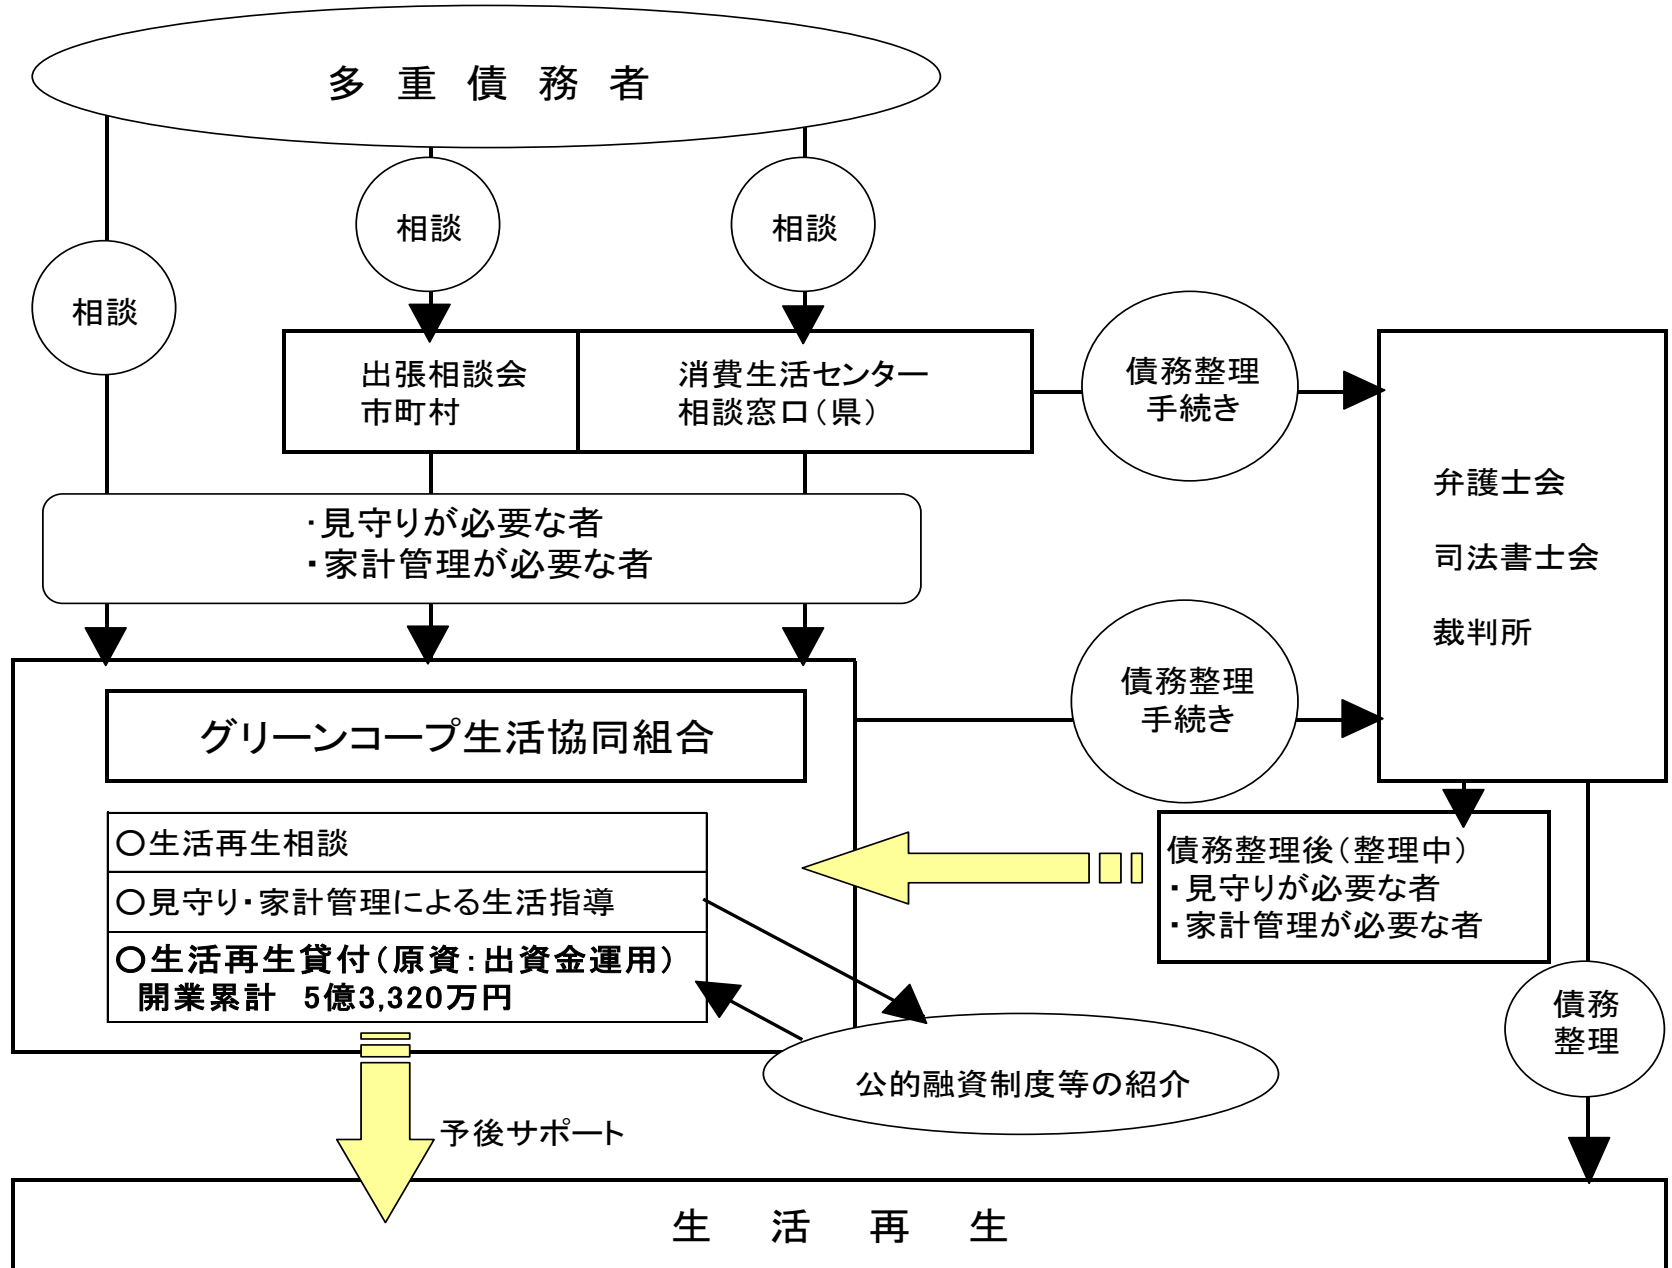 多重債務者
相談
相談
相談
出張相談会
市町村
消費生活センター
相談窓口（県）
債務整理
手続き
弁護士会
司法書士会
裁判所
・見守りが必要な者
・家計管理が必要な者
グリーンコープ生活協同組合
債務整理
手続き
〇生活再生相談
〇見守り・家計管理による生活指導
〇生活再生貸付（原資：出資金運用）
開業累計　5億3,320万円
債務整理後（整理中）
・見守りが必要な者
・家計管理が必要な者
公的融資制度等の紹介
債務
整理
予後サポート
生活再生